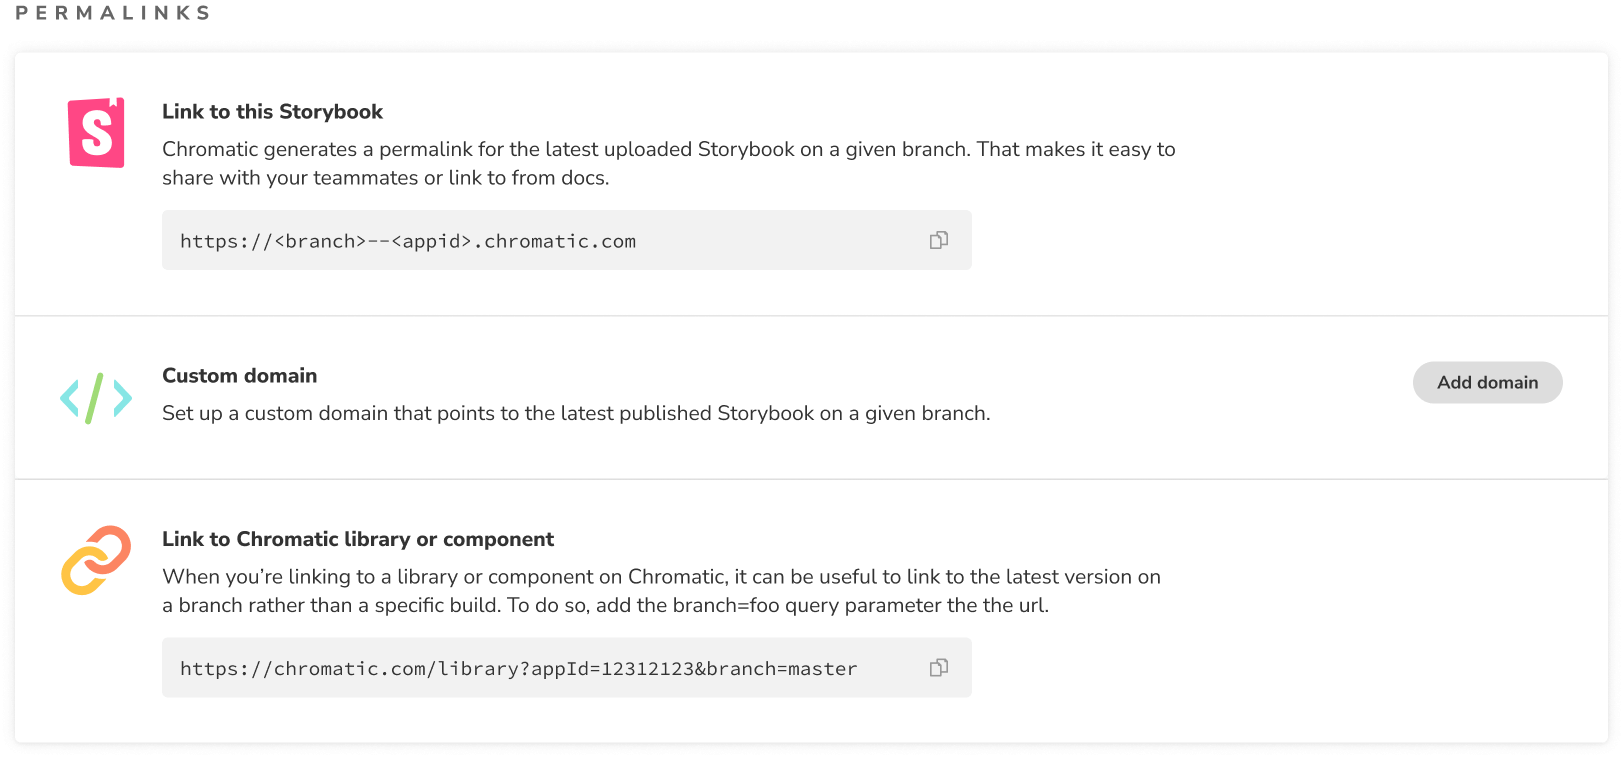 PERMALINKS
S
Link to this Storybook
Chromatic generates a permalink for the latest uploaded Storybook on a given branch. That makes it easy to
share with your teammates or link to from docs.
https://<branch>--<appid>.chromatic.com
Custom domain
Add domain
Set up a custom domain that points to the latest published Storybook on a given branch.
Link to Chromatic library or component
When you’re linking to a library or component on Chromatic, it can be useful to link to the latest version on
a branch rather than a specific build. To do so, add the branch=foo query parameter the the url.
https://chromatic.com/library?appId=12312123&branch=master